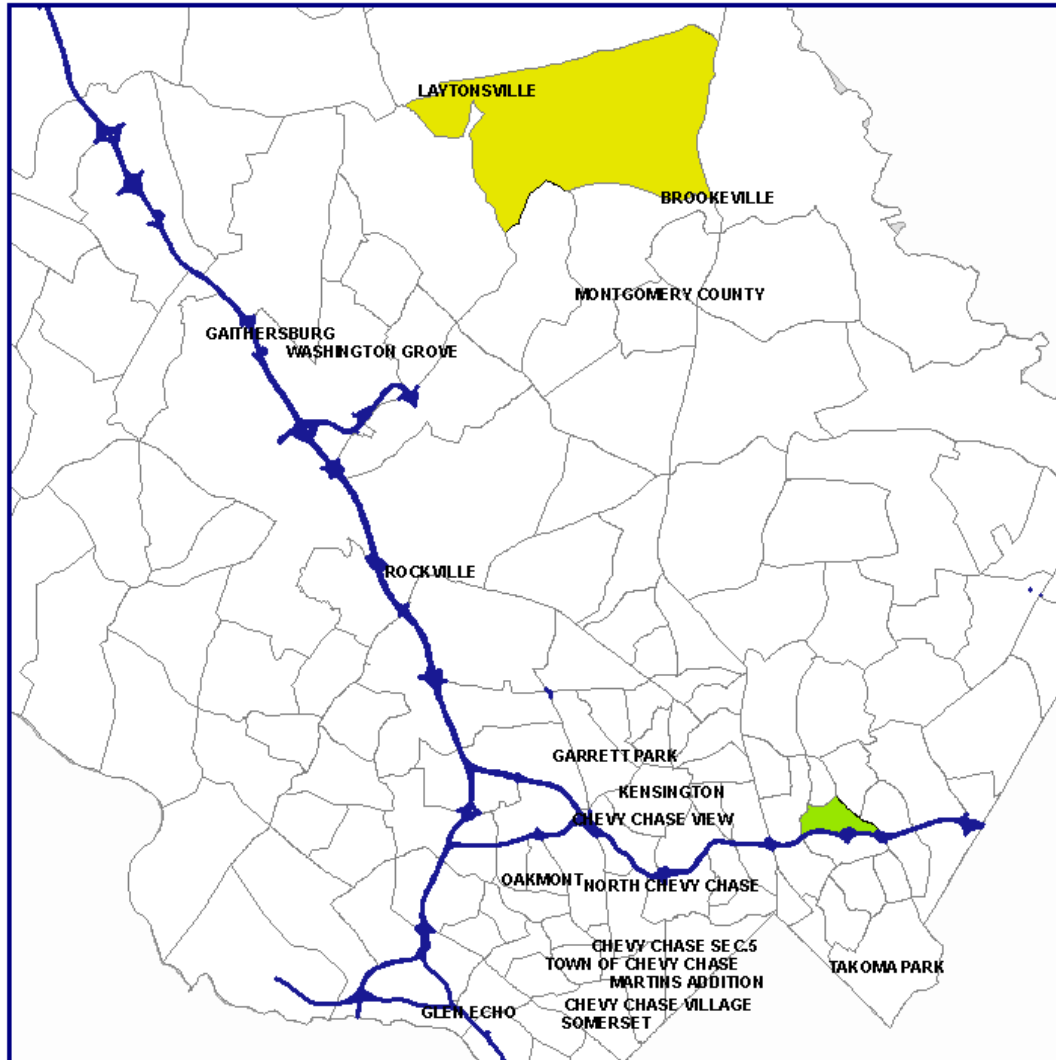 LAYTONSVILLE
BROOKEVILLE
MONTGOMERY COUNTY
GAITHERSBURG
WASHINGTON GROVE
ROCKVILLE
GARRETT PARK
KENSINGTON
CHEVY CHASE VIEW
OAKMONT
NORTH CHEVY CHASE
CHEVY CHASE SEC.5
TOWN OF CHEVY CHASE
TAKOMA PARK
MARTINS ADDITION
CHEVY CHASE VILLAGE
GLEN ECHO
SOMERSET